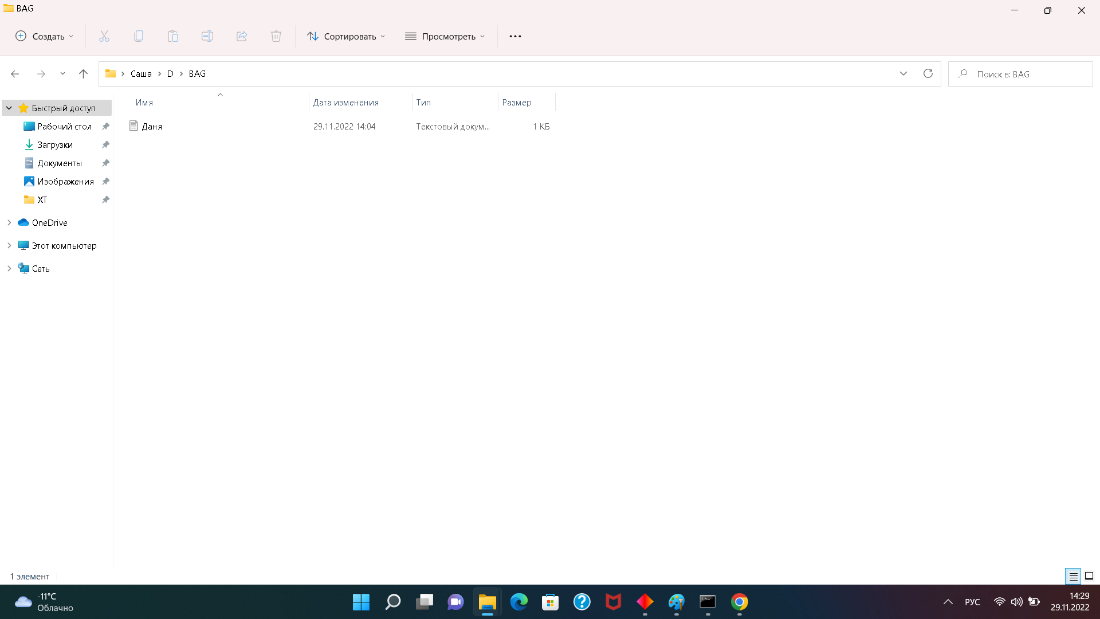 BAG
Создать
Сортировать
Просмотреть
Саша > D > BAG
Поиск в: BAG
Имя Дата изменения Тип Размер
Даня 29.11.2022 14:04 Текстовый докум... 1 КБ
Быстрый доступ
Рабочий стол
Загрузки
Документы
Изображения
ХТ
OneDrive
Этот компьютер
Сеть
1 элемент
-11°C
Облачно
РУС
14:29
29.11.2022